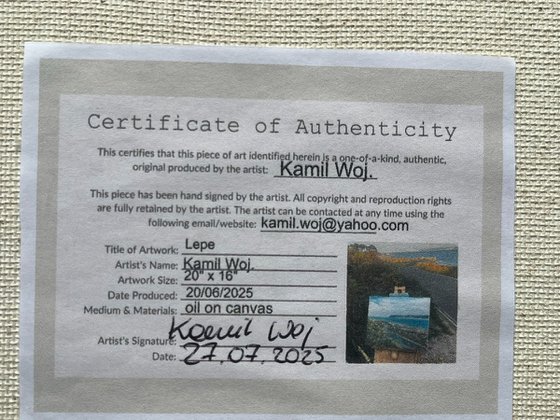 Certificate of Authenticity
This certifies that this piece of art identified herein is a one-of-a-kind, authentic,
original produced by the artist: Kamil Woj.
This piece has been hand signed by the artist. All copyright and reproduction rights
are fully retained by the artist. The artist can be contacted at any time using the
following email/website: kamil.woj@yahoo.com
Title of Artwork: Lepe
Artist's Name: Kamil Woj.
Artwork Size: 20" x 16"
Date Produced: 20/06/2025
Medium & Materials: oil on canvas
Artist's Signature: Kamil Woj
Date: 27.07.2025